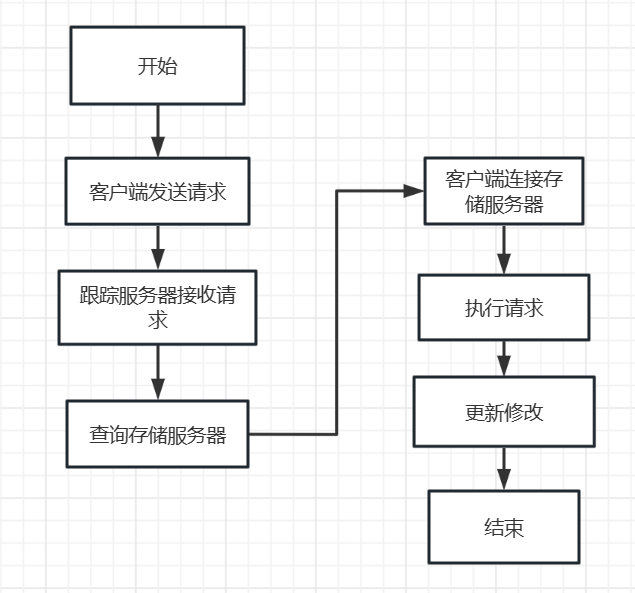 开始
客户端发送请求
跟踪服务器接收请
求
查询存储服务器
客户端连接存
储服务器
执行请求
更新修改
结束